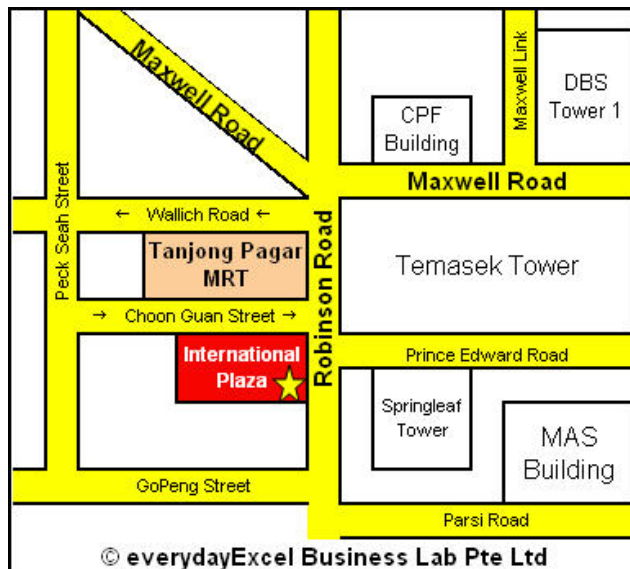 Maxwell Road
Maxwell Link
DBS
Tower 1
CPF
Building
Maxwell Road
Peck Seah Street
← Wallich Road ←
Robinson Road
Tanjong Pagar
MRT
Temasek Tower
→ Choon Guan Street →
International
Plaza
Prince Edward Road
Springleaf
Tower
MAS
Building
GoPeng Street
Parsi Road
© everydayExcel Business Lab Pte Ltd